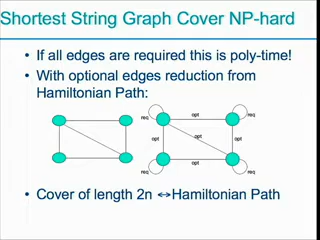 Shortest String Graph Cover NP-hard
• If all edges are required this is poly-time!
• With optional edges reduction from
Hamiltonian Path:
req opt req
opt opt opt
req opt req
• Cover of length 2n ↔Hamiltonian Path